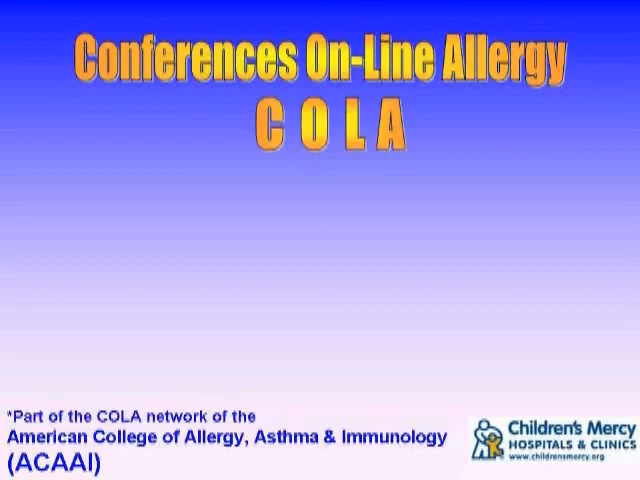 Conferences On-Line Allergy
C O L A
*Part of the COLA network of the
American College of Allergy, Asthma & Immunology
(ACAAI)
Children's Mercy
HOSPITALS & CLINICS
www.childrensmercy.org